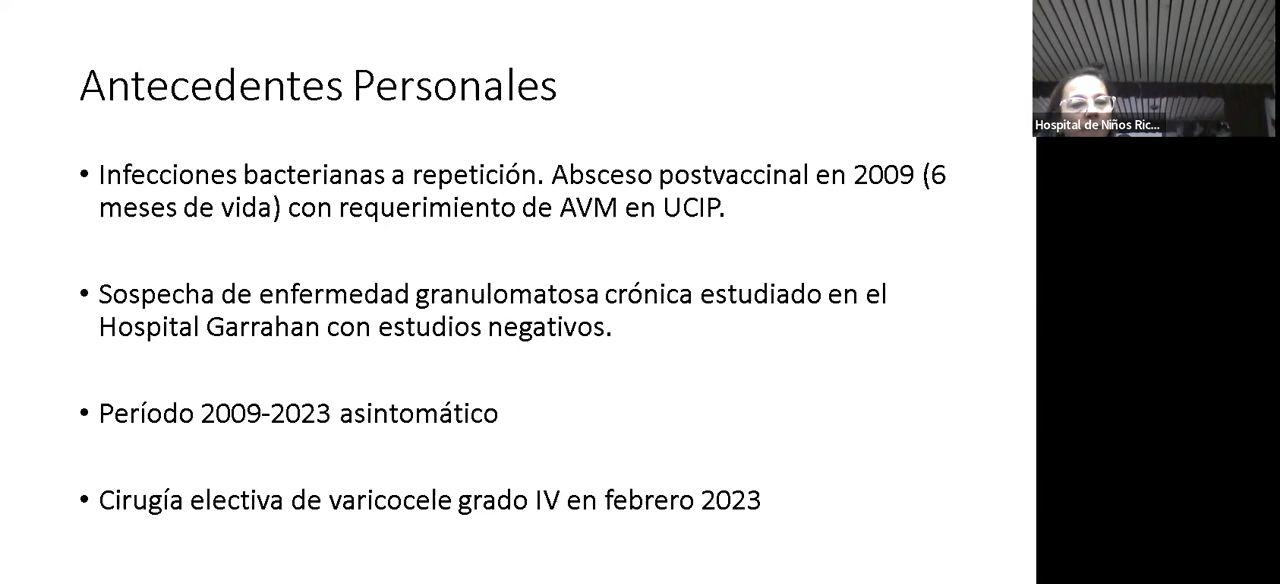 Antecedentes Personales
• Infecciones bacterianas a repetición. Absceso postvaccinal en 2009 (6
meses de vida) con requerimiento de AVM en UCIP.
• Sospecha de enfermedad granulomatosa crónica estudiado en el
Hospital Garrahan con estudios negativos.
• Período 2009-2023 asintomático
• Cirugía electiva de varicocele grado IV en febrero 2023
Hospital de Niños Ric...